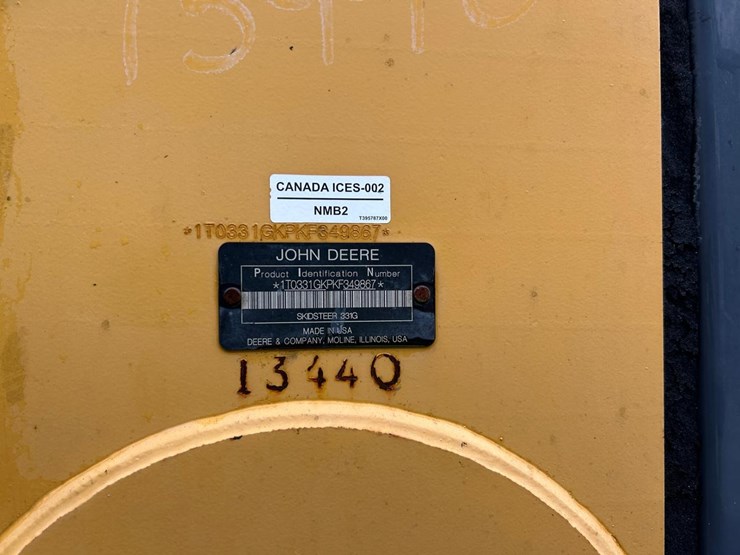 CANADA ICES-002
NMB2
T395787X06
*1T0331GKPKF349867*
JOHN DEERE
Product Identification Number
*1T0331GKPKF349867*
SKIDSTEER 331G
MADE IN USA
DEERE & COMPANY, MOLINE, ILLINOIS, USA
13440